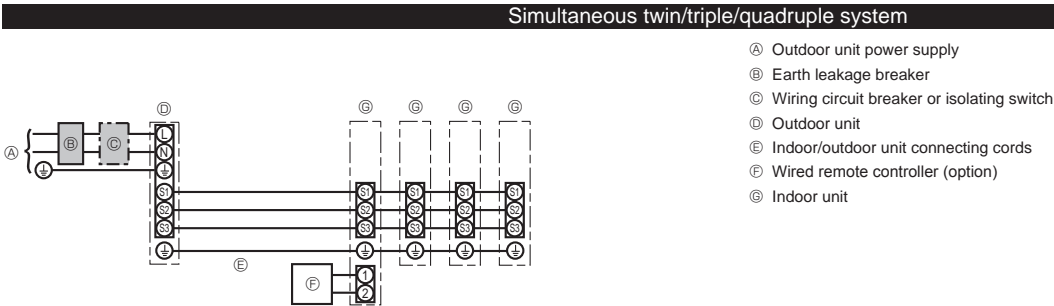 Simultaneous twin/triple/quadruple system
Ⓐ Outdoor unit power supply
Ⓑ Earth leakage breaker
Ⓒ Wiring circuit breaker or isolating switch
Ⓓ Outdoor unit
Ⓔ Indoor/outdoor unit connecting cords
Ⓕ Wired remote controller (option)
Ⓖ Indoor unit
Ⓓ Ⓖ Ⓖ Ⓖ Ⓖ
L
Ⓐ Ⓑ Ⓒ N
S1 S1 S1 S1 S1
S2 S2 S2 S2 S2
S3 S3 S3 S3 S3
Ⓔ
Ⓕ 1
2